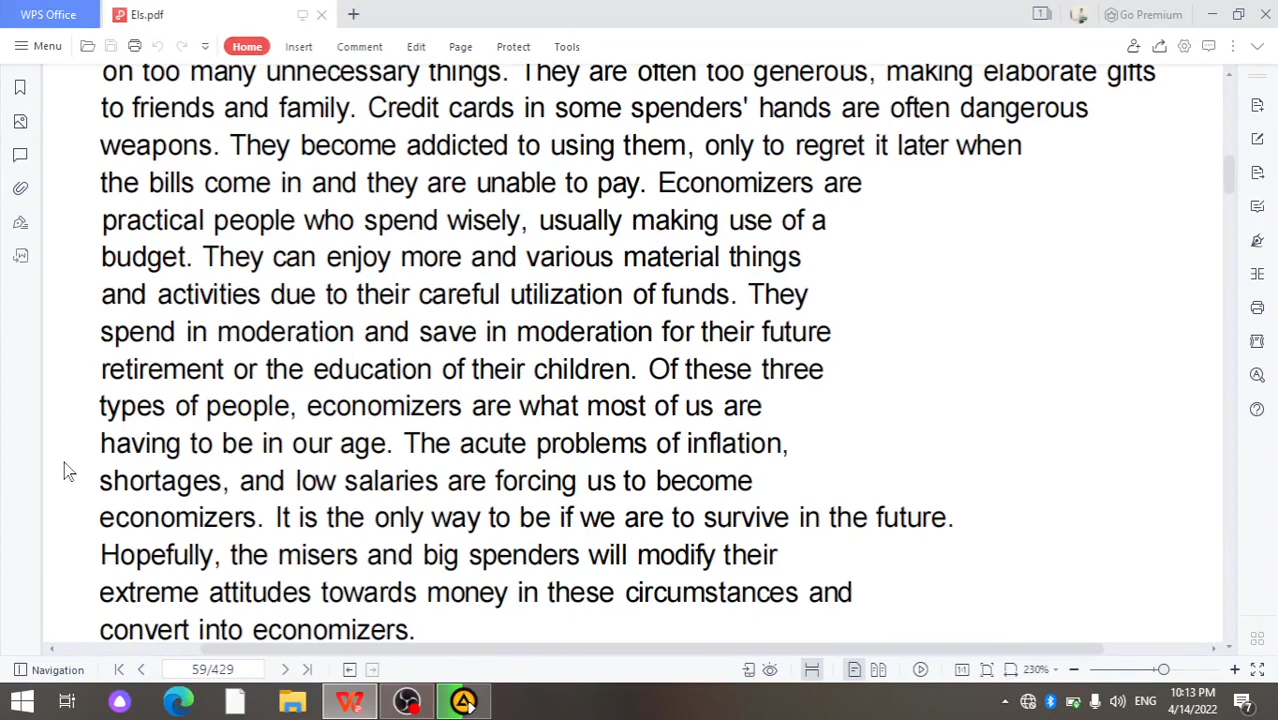 WPS Office
Els.pdf
Go Premium
Menu
Home
Insert
Comment
Edit
Page
Protect
Tools
on too many unnecessary things. They are often too generous, making elaborate gifts
to friends and family. Credit cards in some spenders' hands are often dangerous
weapons. They become addicted to using them, only to regret it later when
the bills come in and they are unable to pay. Economizers are
practical people who spend wisely, usually making use of a
budget. They can enjoy more and various material things
and activities due to their careful utilization of funds. They
spend in moderation and save in moderation for their future
retirement or the education of their children. Of these three
types of people, economizers are what most of us are
having to be in our age. The acute problems of inflation,
shortages, and low salaries are forcing us to become
economizers. It is the only way to be if we are to survive in the future.
Hopefully, the misers and big spenders will modify their
extreme attitudes towards money in these circumstances and
convert into economizers.
Navigation
59/429
230%
ENG
10:13 PM
4/14/2022
7